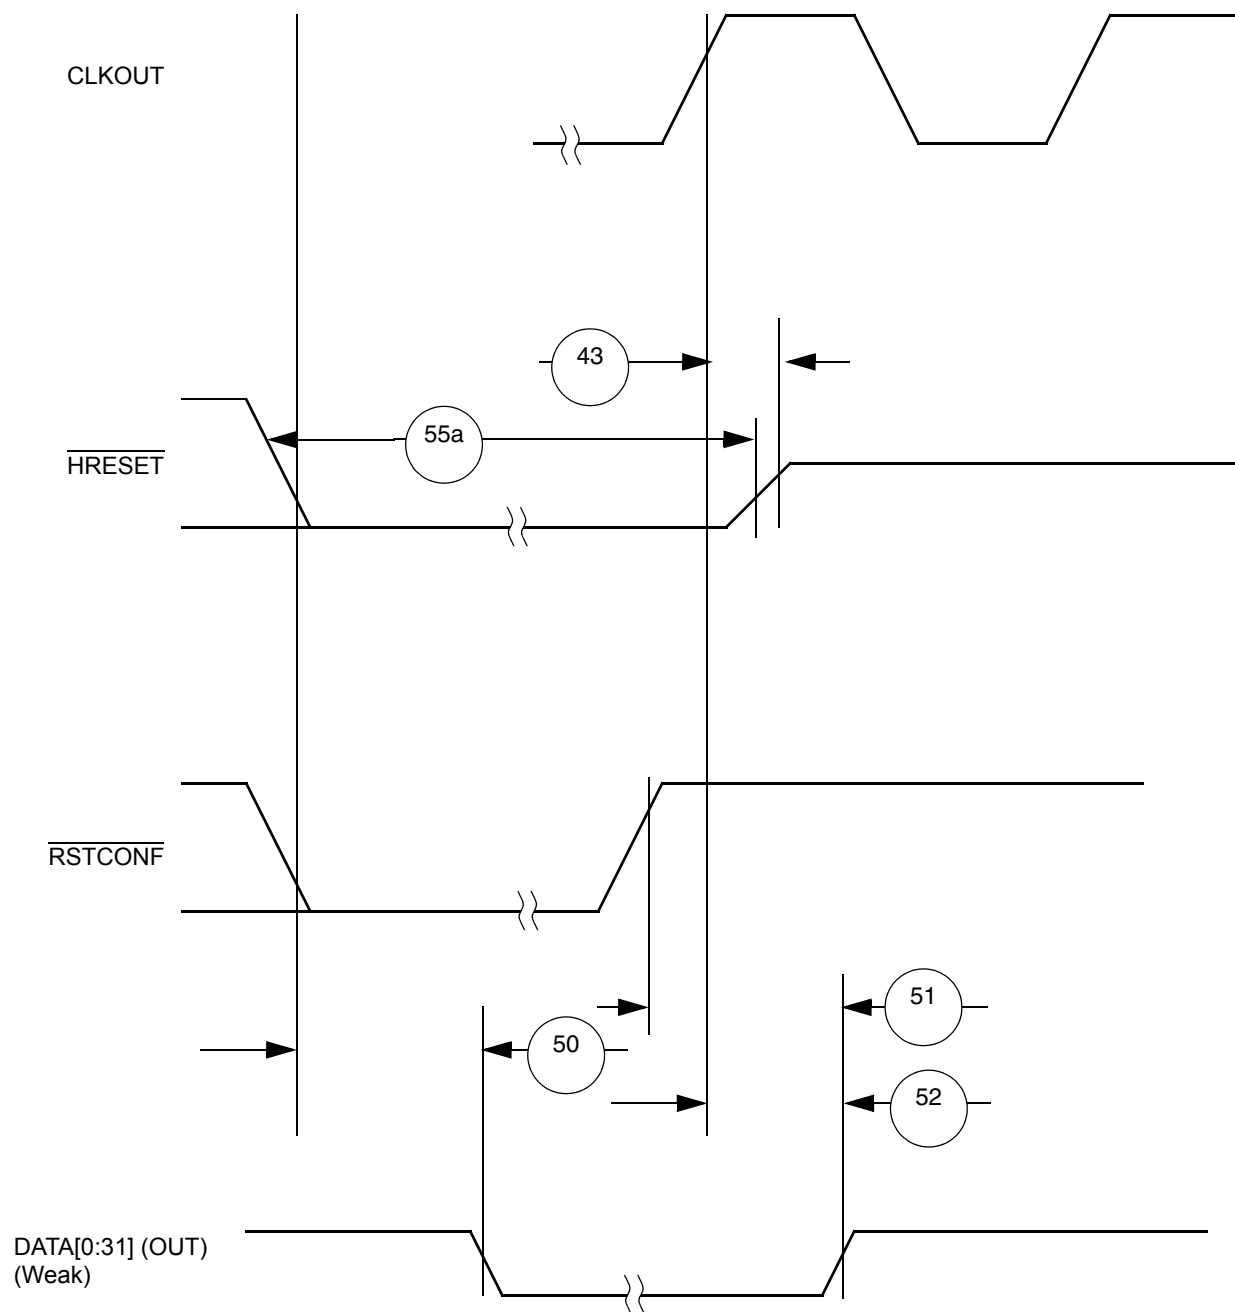 CLKOUT
43
55a
HRESET
RSTCONF
51
50
52
DATA[0:31] (OUT)
(Weak)